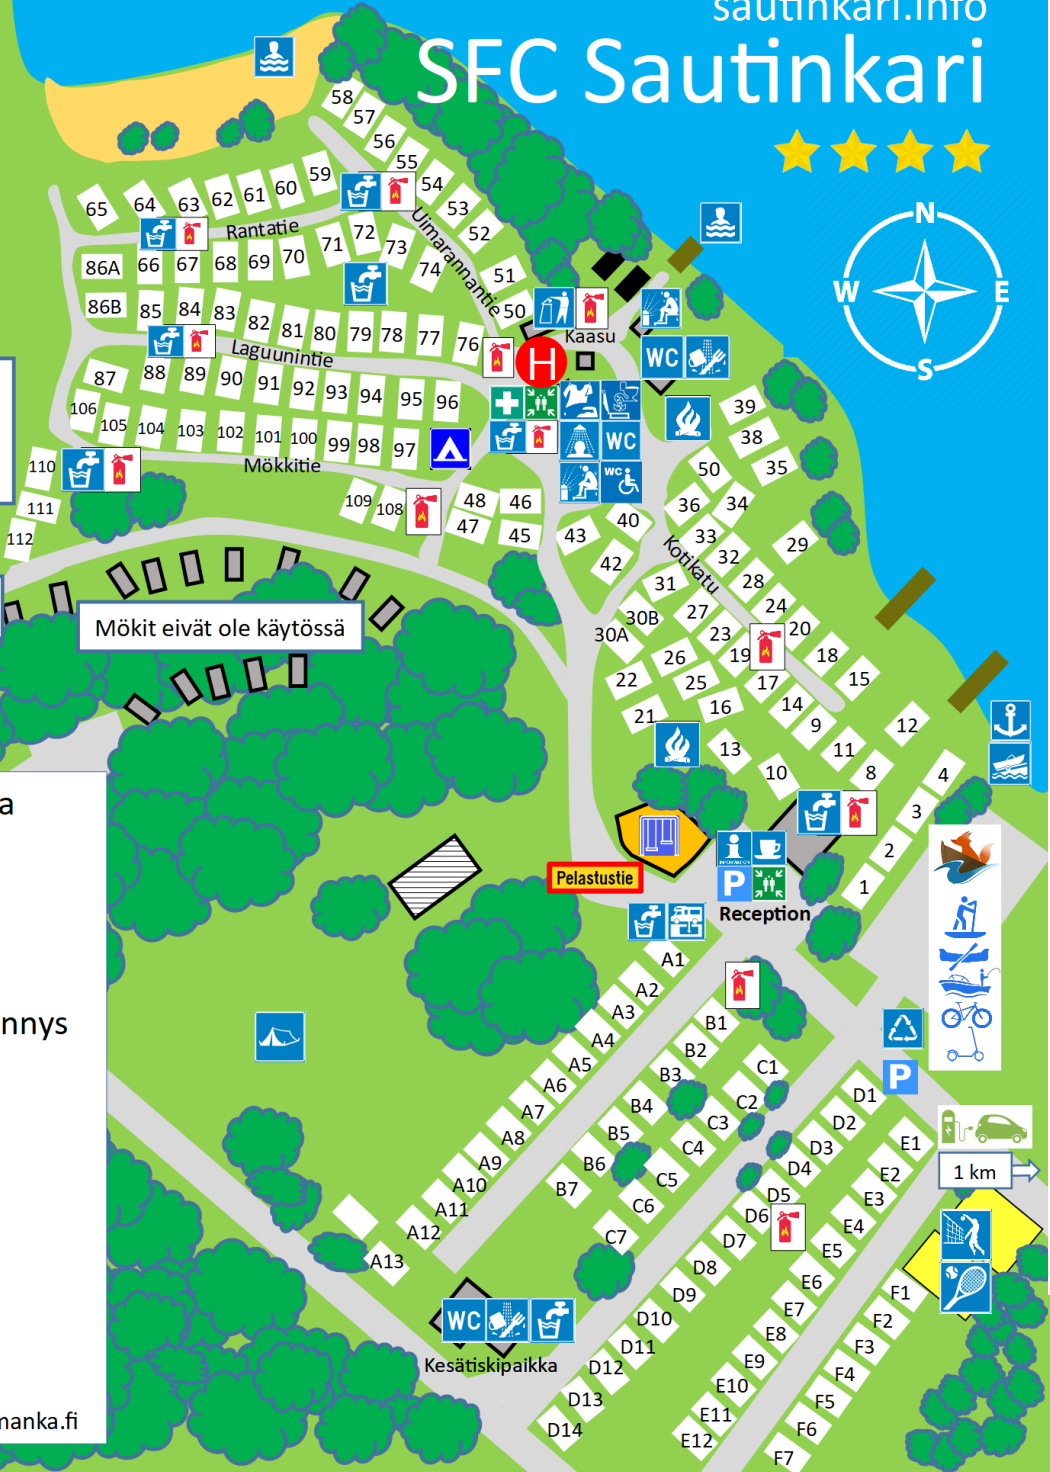 sautinkari.info
SFC Sautinkari
N
W E
S
58
57
56
55
54
53
52
51
50
59
60
61
62
63
64
65
Rantatie
Uimarannantie
86A
66
67
68
69
70
71
72
73
74
86B
85
84
83
82
81
80
79
78
77
76
Laguunintie
H
Kaasu
WC
87
88
89
90
91
92
93
94
95
96
106
105
104
103
102
101
100
99
98
97
Mökkitie
WC
WC
110
111
112
109
108
48
46
47
45
43
40
42
39
38
50
35
36
34
33
32
29
Kotikatu
31
28
30B
27
24
30A
23
20
26
19
18
22
25
17
15
21
16
14
9
12
13
11
10
8
4
3
2
1
Mökit eivät ole käytössä
a
nnys
manka.fi
Pelastustie
INFORMATION
P
Reception
A1
A2
A3
A4
A5
A6
A7
A8
A9
A10
A11
A12
A13
B1
B2
B3
B4
B5
B6
B7
C1
C2
C3
C4
C5
C6
C7
P
D1
D2
D3
D4
D5
D6
D7
D8
D9
D10
D11
D12
D13
D14
E1
E2
E3
E4
E5
E6
E7
E8
E9
E10
E11
E12
1 km
F1
F2
F3
F4
F5
F6
F7
WC
Kesätiskipaikka